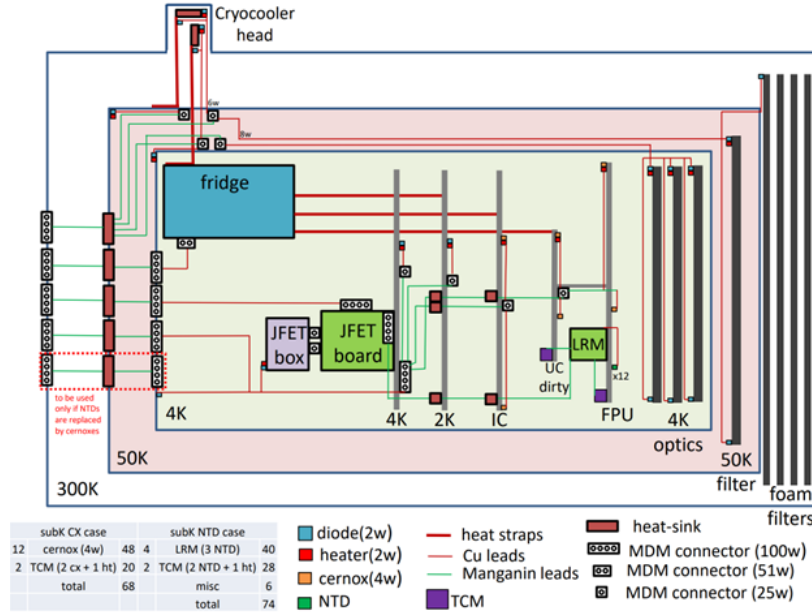 Cryocooler
head
6w
8w
fridge
JFET
box
JFET
board
LRM
UC
dirty
x12
FPU
to be used
only if NTDs
are replaced
by cernoxes
4K
4K
2K
IC
4K
optics
50K
50K
filter
300K
foam
filters
subK CX case subK NTD case
12 cernox (4w) 48 4 LRM (3 NTD) 40
2 TCM (2 cx + 1 ht) 20 2 TCM (2 NTD + 1 ht) 28
total 68 misc 6
total 74
diode(2w)
heater(2w)
cernox(4w)
NTD
heat straps
Cu leads
Manganin leads
TCM
heat-sink
MDM connector (100w)
MDM connector (51w)
MDM connector (25w)